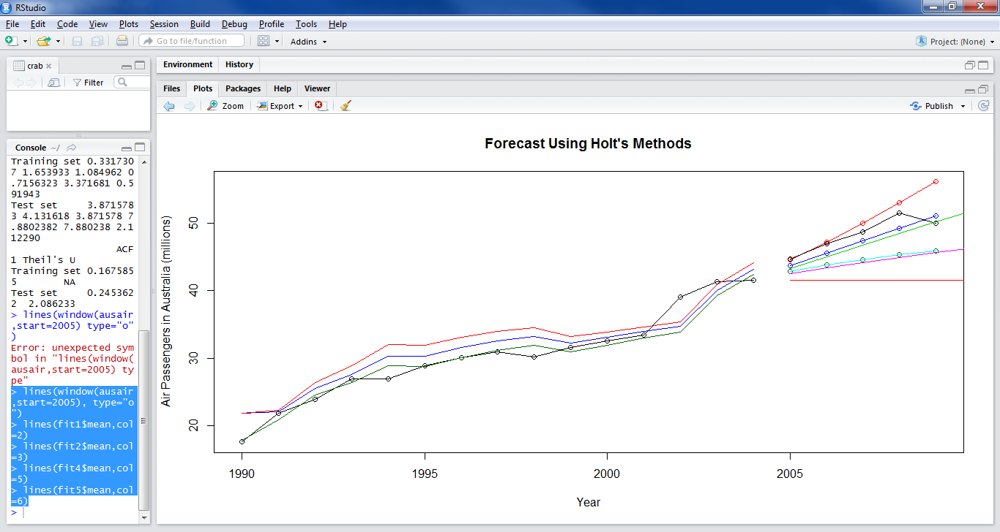 RStudio
File Edit Code View Plots Session Build Debug Profile Tools Help
Go to file/function Addins Project: (None)
crab
Filter
Console ~/
Training set 0.331730
7 1.653933 1.084962 0
.7156323 3.371681 0.5
91943
Test set     3.871578
3 4.131618 3.871578 7
.8802382 7.880238 2.1
12290
ACF
1 Theil's U
Training set 0.167585
5        NA
Test set     0.245362
2  2.086233
> lines(window(ausair
,start=2005) type="o"
)
Error: unexpected sym
bol in "lines(window(
ausair,start=2005) ty
pe"
> lines(window(ausair
,start=2005), type="o
")
> lines(fit1$mean,col
=2)
> lines(fit2$mean,col
=3)
> lines(fit4$mean,col
=5)
> lines(fit5$mean,col
=6)
>
Environment History
Files Plots Packages Help Viewer
Zoom Export Publish
Forecast Using Holt's Methods
Air Passengers in Australia (millions)
50
40
30
20
1990 1995 2000 2005
Year